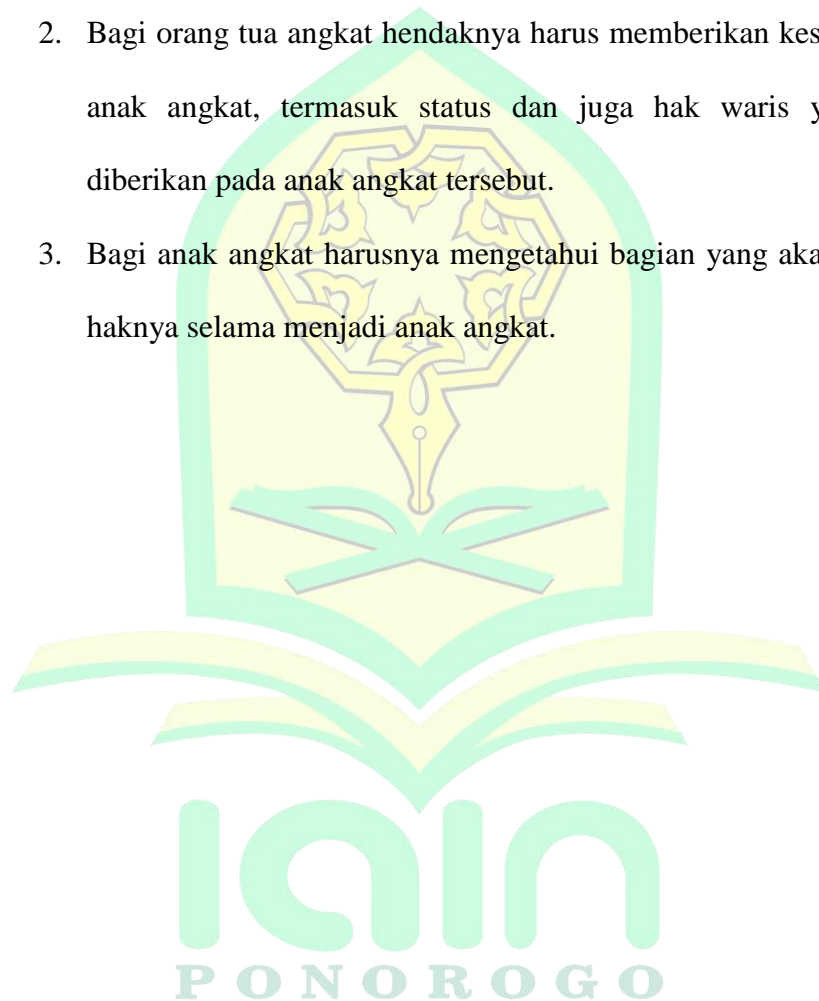 2. Bagi orang tua angkat hendaknya harus memberikan kes
anak angkat, termasuk status dan juga hak waris y
diberikan pada anak angkat tersebut.
3. Bagi anak angkat harusnya mengetahui bagian yang aka
haknya selama menjadi anak angkat.
iain
PONOROGO